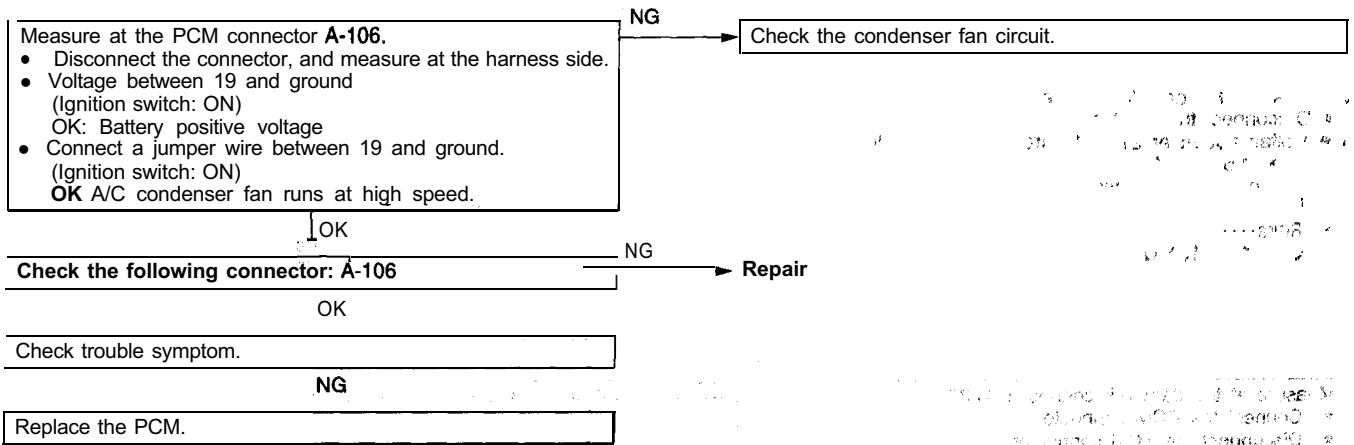 NG
Measure at the PCM connector A-106.
● Disconnect the connector, and measure at the harness side.
● Voltage between 19 and ground
(Ignition switch: ON)
OK: Battery positive voltage
● Connect a jumper wire between 19 and ground.
(Ignition switch: ON)
OK A/C condenser fan runs at high speed.
Check the condenser fan circuit.
OK
NG
Check the following connector: A-106
Repair
OK
Check trouble symptom.
NG
Replace the PCM.